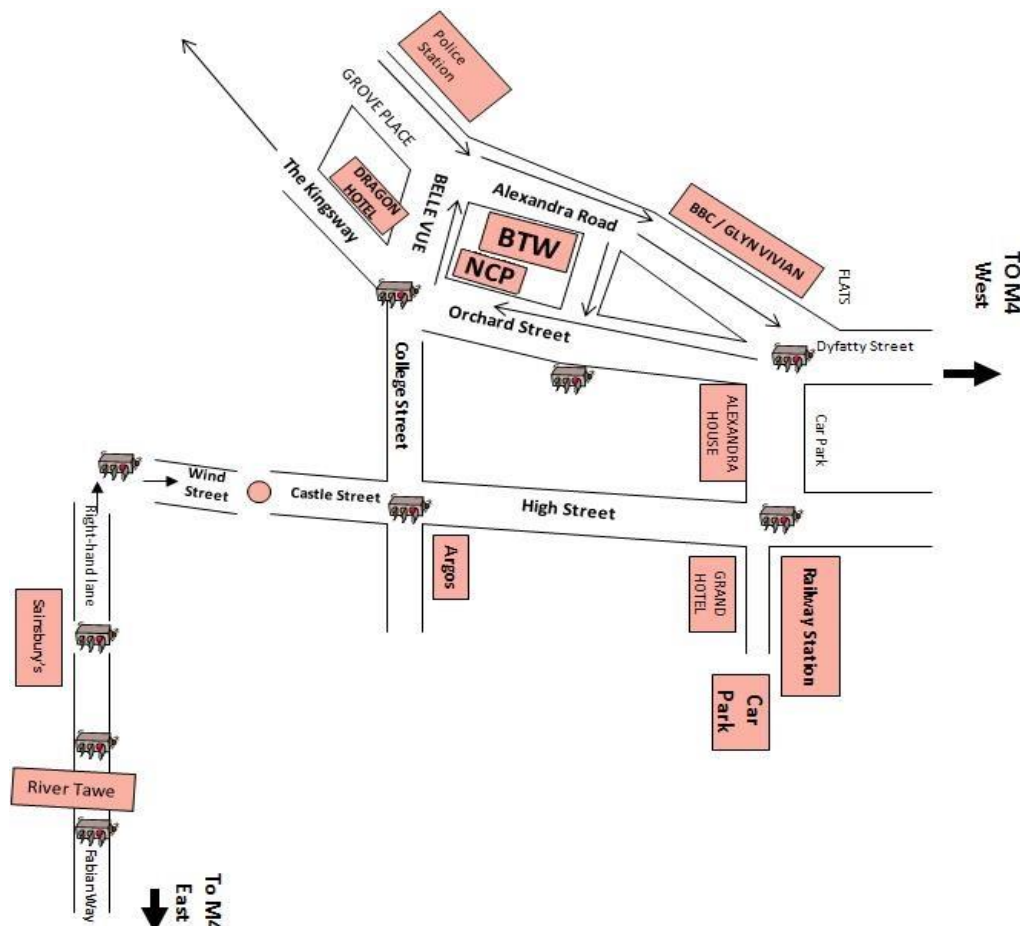 Police
Station
GROVE PLACE
The Kingsway
DRAGON
HOTEL
BELLE VUE
Alexandra Road
BTW
NCP
BBC / GLYN VIVIAN
FLATS
TO M4
West
Orchard Street
Dyfatty Street
College Street
ALEXANDRA
HOUSE
Car Park
Wind
Street
Castle Street
High Street
Right-hand lane
Argos
GRAND
HOTEL
Railway Station
Sainsbury's
Car
Park
River Tawe
Fabian Way
To M4
East